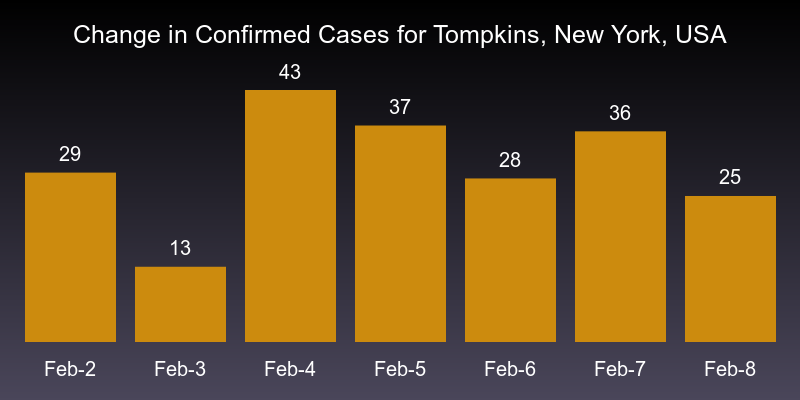 Change in Confirmed Cases for Tompkins, New York, USA
29
13
43
37
28
36
25
Feb-2
Feb-3
Feb-4
Feb-5
Feb-6
Feb-7
Feb-8